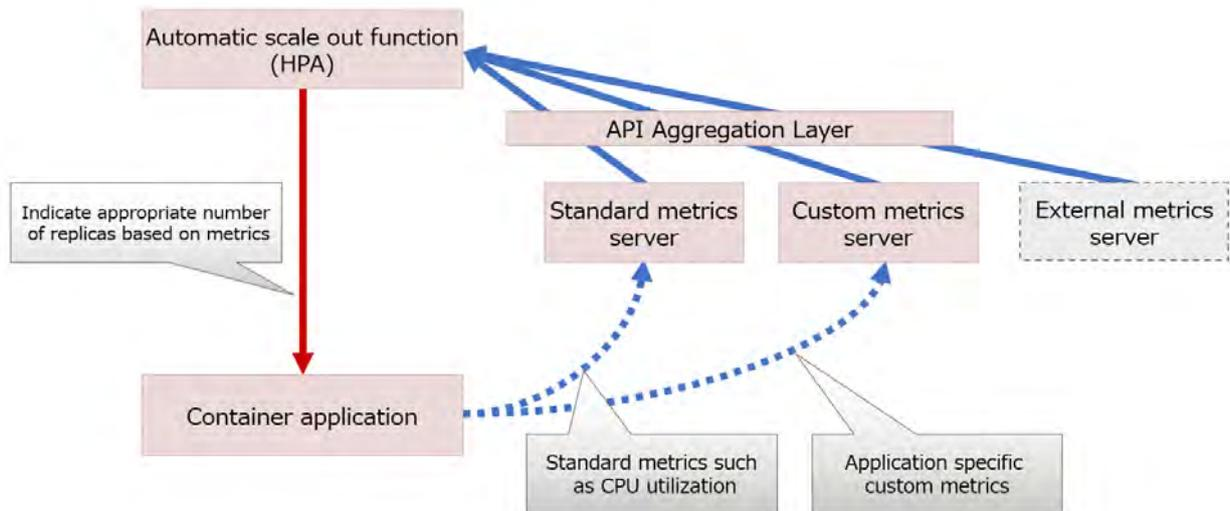 Automatic scale out function
(HPA)
API Aggregation Layer
Indicate appropriate number
of replicas based on metrics
Standard metrics
server
Custom metrics
server
External metrics
server
Container application
Standard metrics such
as CPU utilization
Application specific
custom metrics